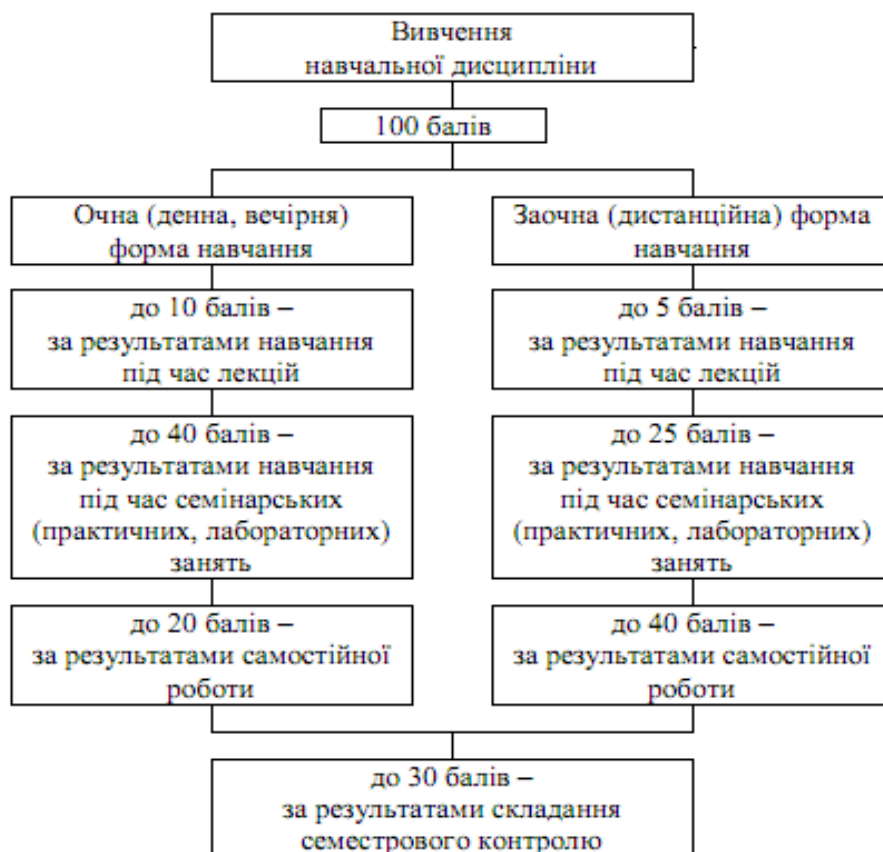 Вивчення
навчальної дисципліни
100 балів
Очна (денна, вечірня)
форма навчання
до 10 балів –
за результатами навчання
під час лекцій
до 40 балів –
за результатами навчання
під час семінарських
(практичних, лабораторних)
занять
до 20 балів –
за результатами самостійної
роботи
Заочна (дистанційна) форма
навчання
до 5 балів –
за результатами навчання
під час лекцій
до 25 балів –
за результатами навчання
під час семінарських
(практичних, лабораторних)
занять
до 40 балів –
за результатами самостійної
роботи
до 30 балів –
за результатами складання
семестрового контролю